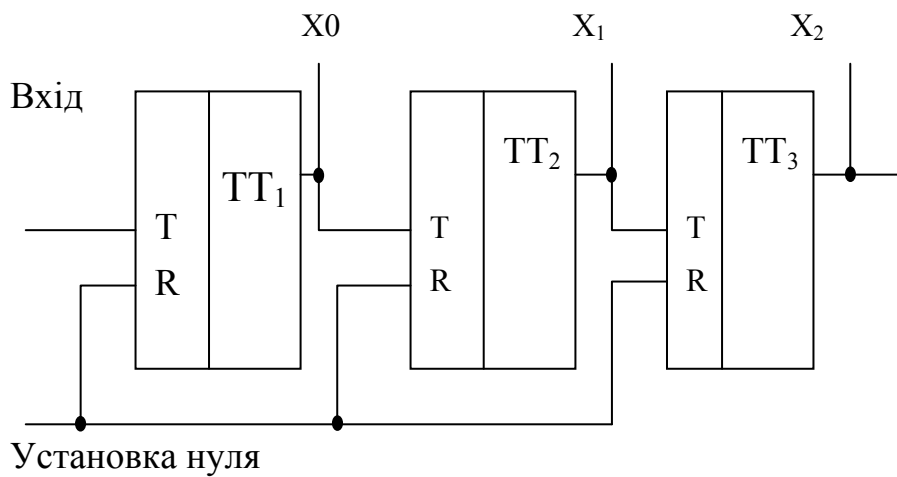 X0 X₁ X₂
Вхід
TT₁ TT₂ TT₃
T T T
R R R
Установка нуля